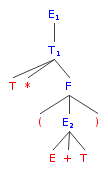 E₁
T₁
T * F
( E₂ )
E + T